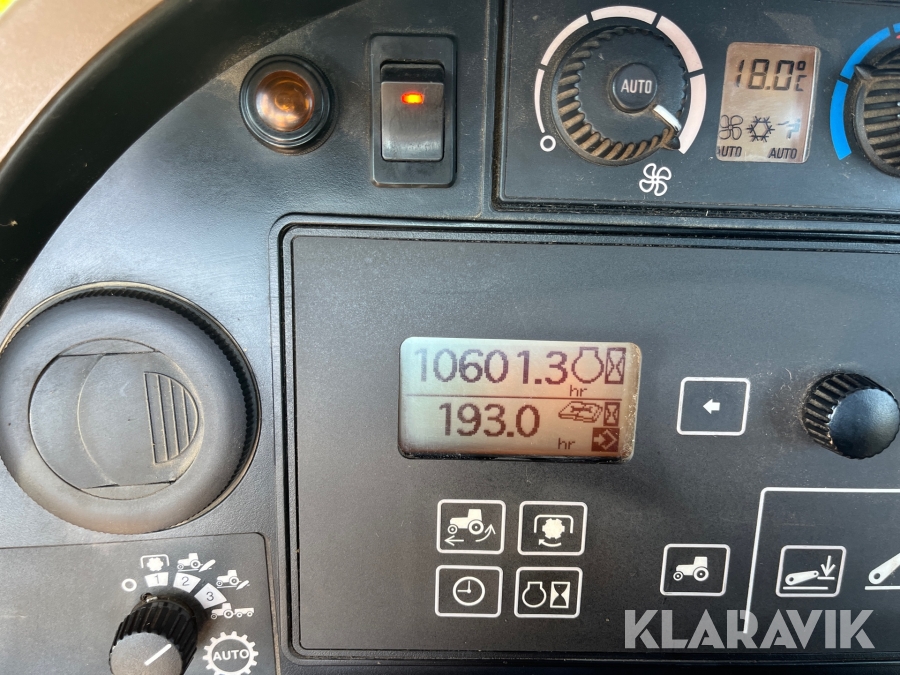 AUTO
18.0°C
AUTO AUTO
10601.3
hr
193.0
hr
1 2 3
AUTO
KLARAVIK